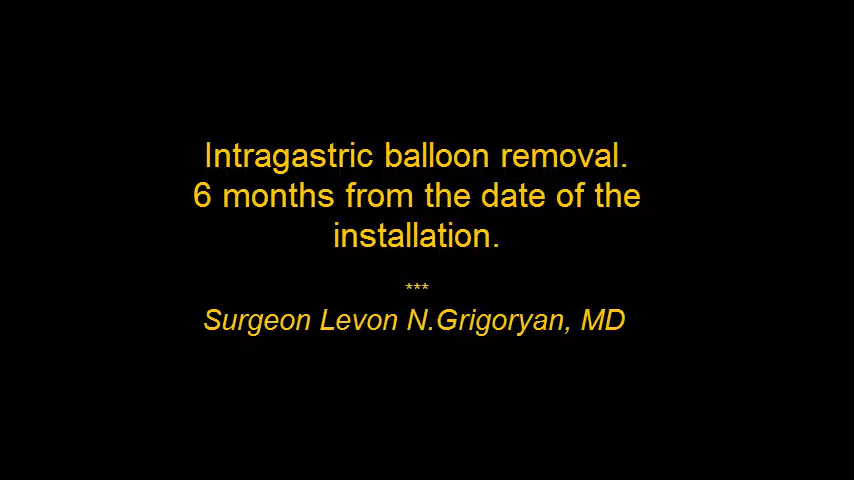 Intragastric balloon removal.
6 months from the date of the
installation.
***
Surgeon Levon N.Grigoryan, MD